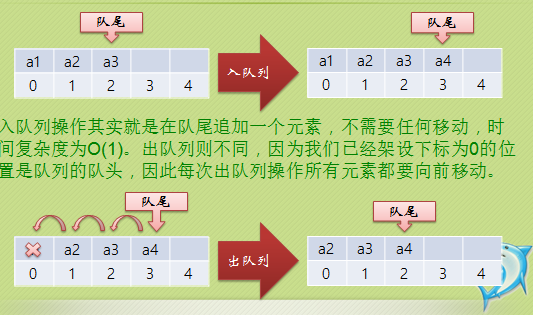 队尾 队尾
a1 a2 a3 入队列 a1 a2 a3 a4
0 1 2 3 4 0 1 2 3 4
入队列操作其实就是在队尾追加一个元素，不需要任何移动，时
间复杂度为O(1)。出队列则不同，因为我们已经架设下标为0的位
置是队列的队头，因此每次出队列操作所有元素都要向前移动。
队尾 队尾
a2 a3 a4 出队列 a2 a3 a4
0 1 2 3 4 0 1 2 3 4